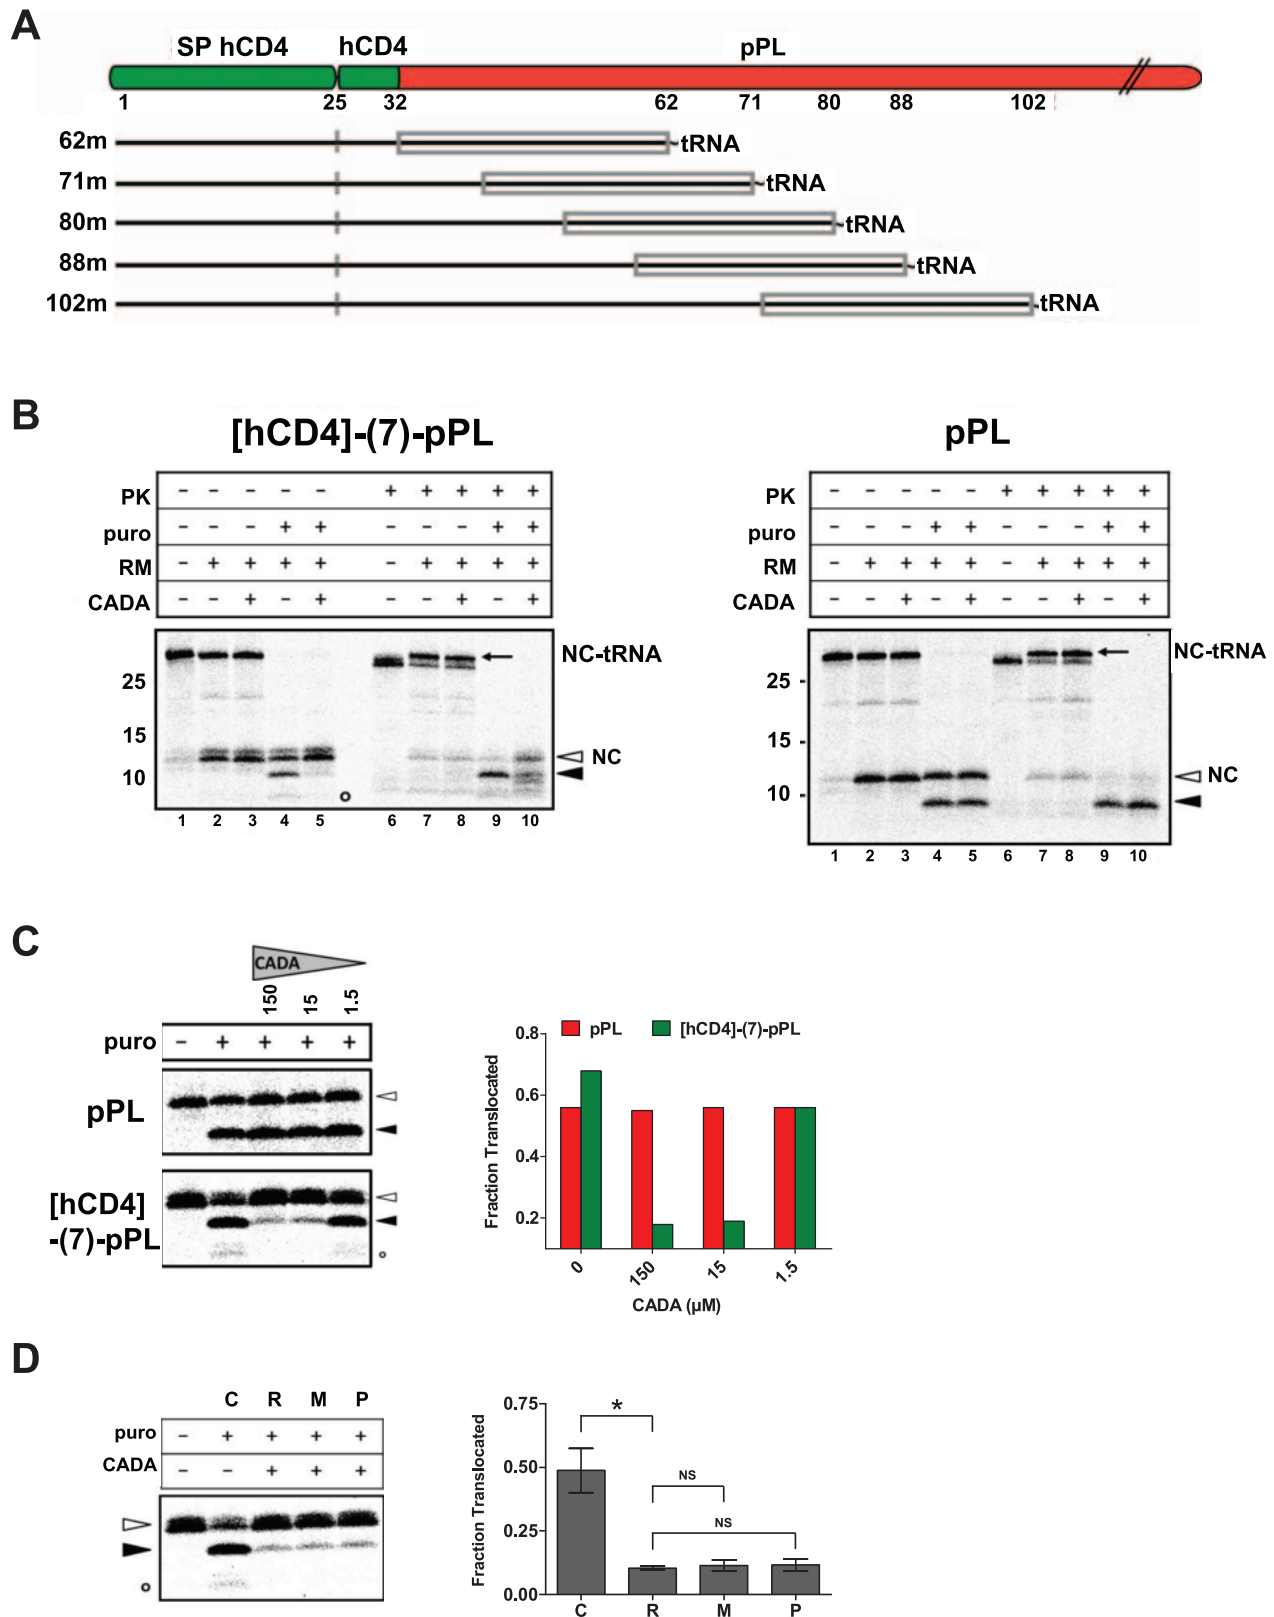 A
SP hCD4 hCD4 pPL
1 25 32 62 71 80 88 102
62m tRNA
71m tRNA
80m tRNA
88m tRNA
102m tRNA
B
[hCD4]-(7)-pPL
PK - - - - - + + + + +
puro - - - + + - - - + +
RM - + + + + - + + + +
CADA - - + - + - - + - +
NC-tRNA
25
15
NC
10
1 2 3 4 5 6 7 8 9 10
pPL
PK - - - - - + + + + +
puro - - - + + - - - + +
RM - + + + + - + + + +
CADA - - + - + - - + - +
NC-tRNA
25
15
NC
10
1 2 3 4 5 6 7 8 9 10
C
CADA
150 15 1.5
puro - + + + +
pPL
[hCD4]
-(7)-pPL
pPL [hCD4]-(7)-pPL
Fraction Translocated
0.8
0.6
0.4
0.2
0 150 15 1.5
CADA (µM)
D
C R M P
puro - + + + +
CADA - - + + +
Fraction Translocated
0.75
0.50
0.25
0.00
*
NS
NS
C R M P